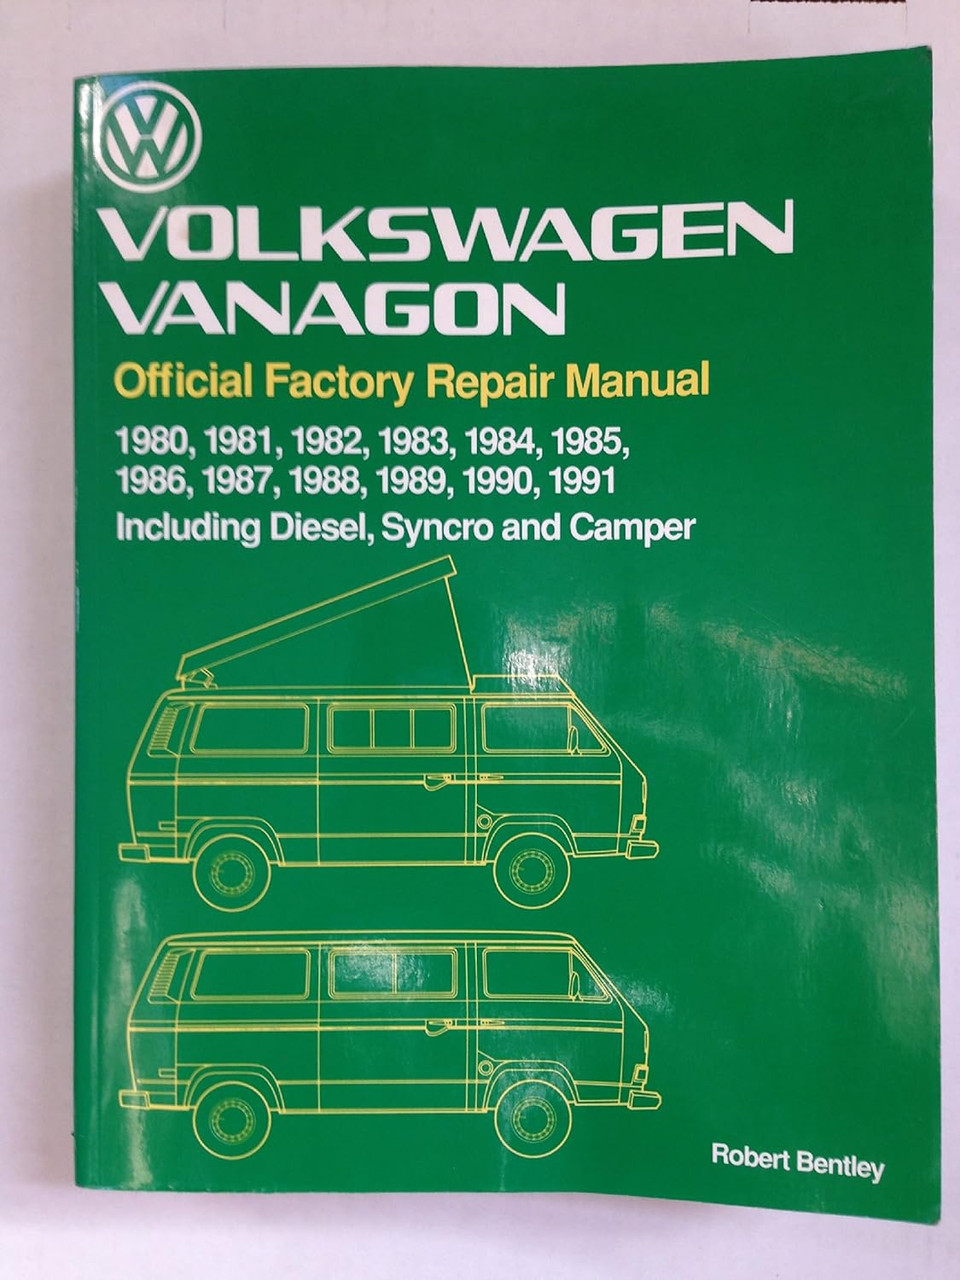 VOLKSWAGEN
VANAGON
Official Factory Repair Manual
1980, 1981, 1982, 1983, 1984, 1985,
1986, 1987, 1988, 1989, 1990, 1991
Including Diesel, Syncro and Camper
Robert Bentley